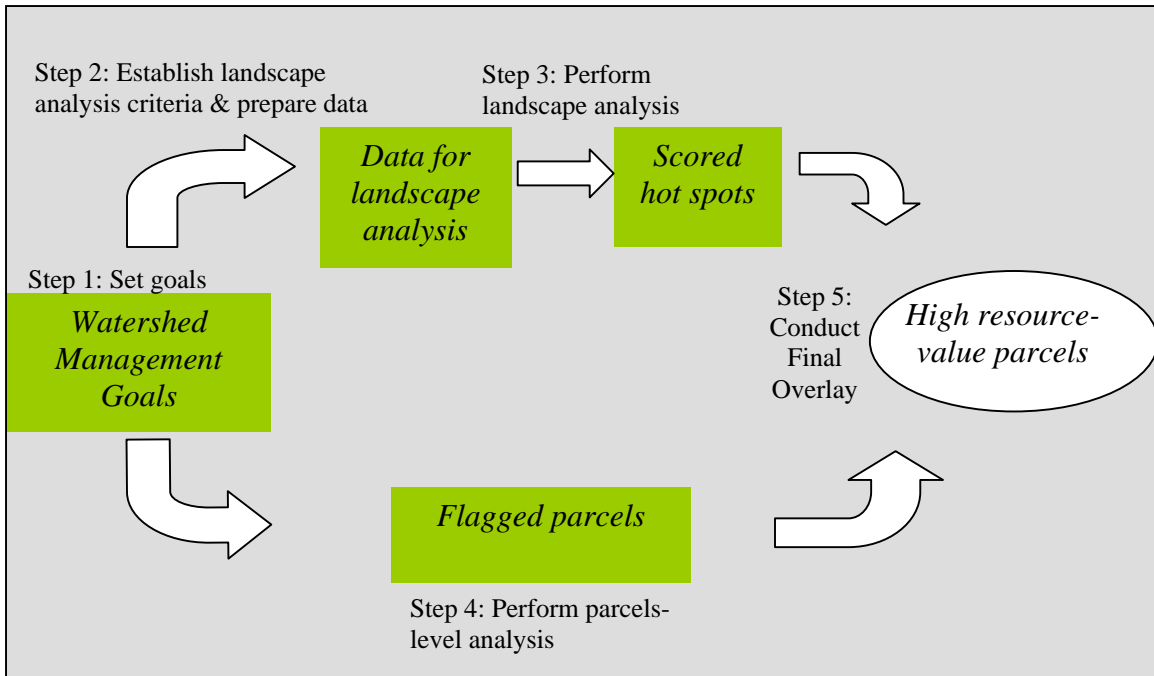 Step 2: Establish landscape
analysis criteria & prepare data
Step 3: Perform
landscape analysis
Data for
landscape
analysis
Scored
hot spots
Step 1: Set goals
Watershed
Management
Goals
Step 5:
Conduct
Final
Overlay
High resource-
value parcels
Flagged parcels
Step 4: Perform parcels-
level analysis